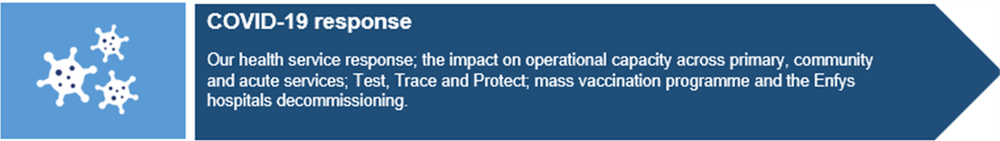 COVID-19 response
Our health service response; the impact on operational capacity across primary, community
and acute services; Test, Trace and Protect; mass vaccination programme and the Enfys
hospitals decommissioning.